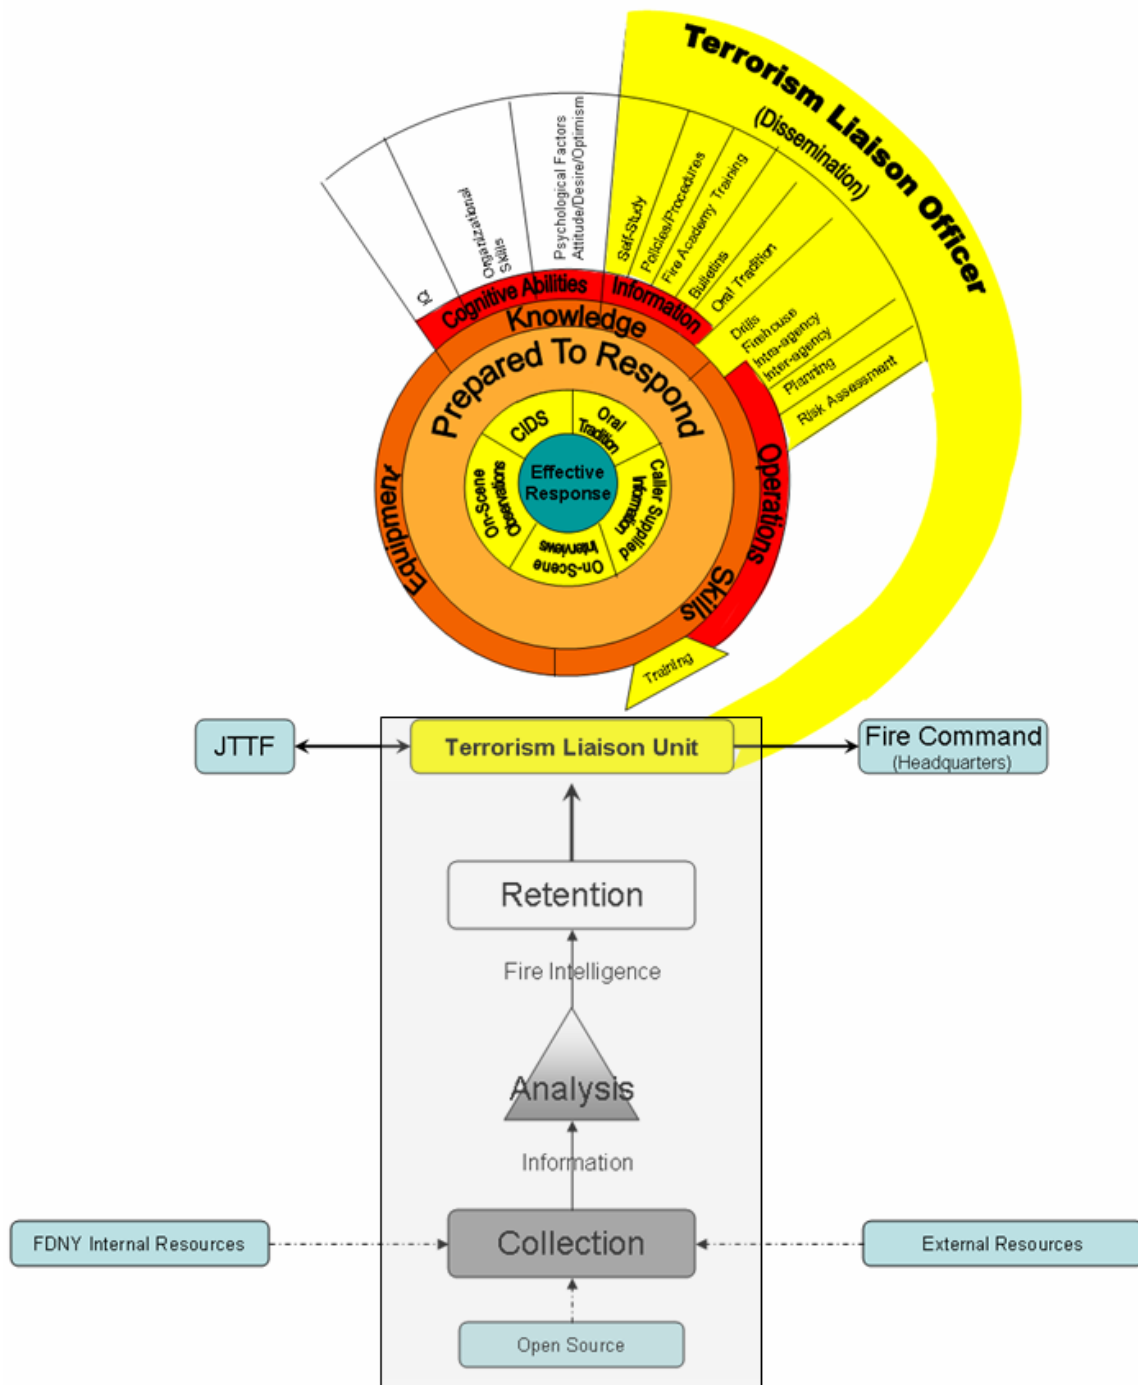 Terrorism Liaison Officer
(Dissemination)
IQ
Organizational
Skills
Psychological Factors
Attitude/Desire/Optimism
Self-Study
Policies/Procedures
Fire Academy Training
Bulletins
Oral Tradition
Drills
Firehouse
Intra-agency
Inter-agency
Planning
Risk Assessment
Cognitive Abilities
Information
Knowledge
Prepared To Respond
CIDS
Oral
Tradition
Caller Supplied
Information
On-Scene
Interviews
On-Scene
Observations
Effective
Response
Equipment
Skills
Operations
Training
JTTF
Terrorism Liaison Unit
Fire Command
(Headquarters)
Retention
Fire Intelligence
Analysis
Information
FDNY Internal Resources
Collection
External Resources
Open Source